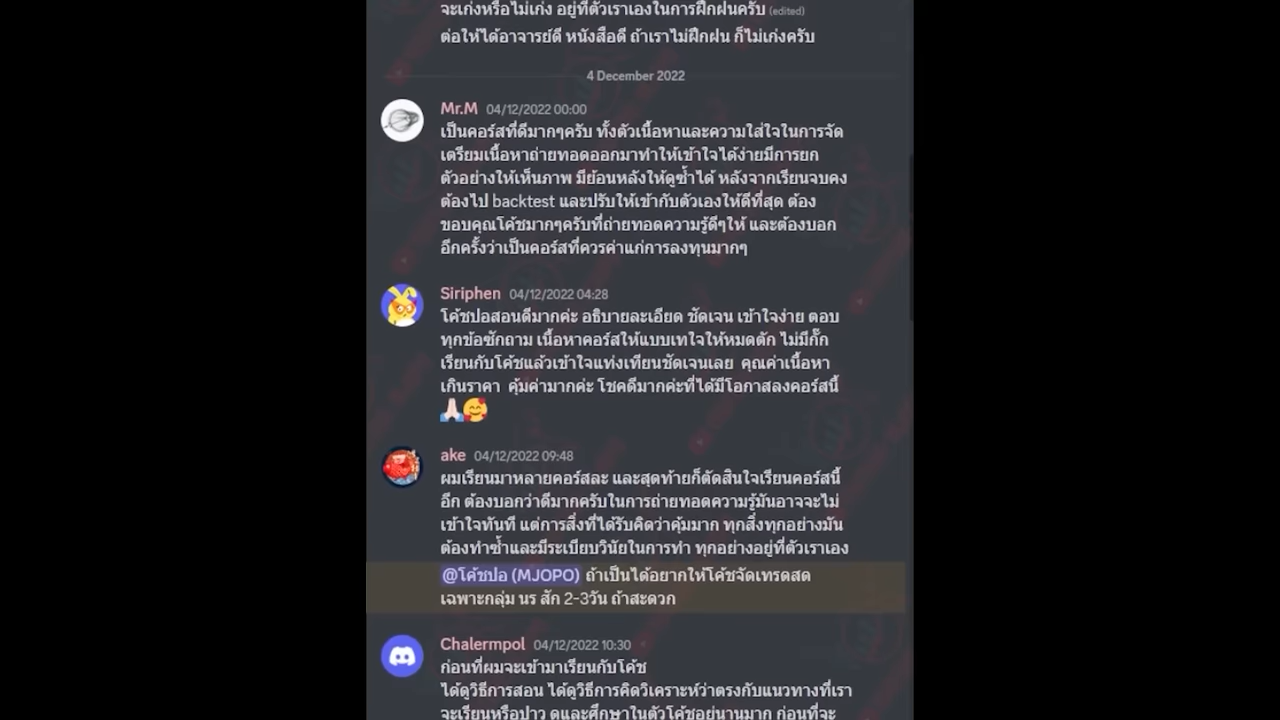 จะเก่งหรือไม่เก่ง อยู่ที่ตัวเราเองในการฝึกฝนครับ (edited)
ต่อให้ได้อาจารย์ดี หนังสือดี ถ้าเราไม่ฝึกฝน ก็ไม่เก่งครับ
4 December 2022
Mr.M 04/12/2022 00:00
เป็นคอร์สที่ดีมากๆครับ ทั้งตัวเนื้อหาและความใส่ใจในการจัด
เตรียมเนื้อหาถ่ายทอดออกมาทำให้เข้าใจได้ง่ายมีการยก
ตัวอย่างให้เห็นภาพ มีย้อนหลังให้ดูซ้ำได้ หลังจากเรียนจบคง
ต้องไป backtest และปรับให้เข้ากับตัวเองให้ดีที่สุด ต้อง
ขอบคุณโค้ชมากๆครับที่ถ่ายทอดความรู้ดีๆให้ และต้องบอก
อีกครั้งว่าเป็นคอร์สที่ควรค่าแก่การลงทุนมากๆ
Siriphen 04/12/2022 04:28
โค้ชปอสอนดีมากค่ะ อธิบายละเอียด ชัดเจน เข้าใจง่าย ตอบ
ทุกข้อซักถาม เนื้อหาคอร์สให้แบบเทใจให้หมดตัก ไม่มีกั๊ก
เรียนกับโค้ชแล้วเข้าใจแท่งเทียนชัดเจนเลย คุณค่าเนื้อหา
เกินราคา คุ้มค่ามากค่ะ โชคดีมากค่ะที่ได้มีโอกาสลงคอร์สนี้
🙏🏻🥰
ake 04/12/2022 09:48
ผมเรียนมาหลายคอร์สละ และสุดท้ายก็ตัดสินใจเรียนคอร์สนี้
อีก ต้องบอกว่าดีมากครับในการถ่ายทอดความรู้มันอาจจะไม่
เข้าใจทันที แต่การสิ่งที่ได้รับคิดว่าคุ้มมาก ทุกสิ่งทุกอย่างมัน
ต้องทำซ้ำและมีระเบียบวินัยในการทำ ทุกอย่างอยู่ที่ตัวเราเอง
@โค้ชปอ (MJOPO) ถ้าเป็นได้อยากให้โค้ชจัดเทรดสด
เฉพาะกลุ่ม นร สัก 2-3วัน ถ้าสะดวก
Chalermpol 04/12/2022 10:30
ก่อนที่ผมจะเข้ามาเรียนกับโค้ช
ได้ดูวิธีการสอน ได้ดูวิธีการคิดวิเคราะห์ว่าตรงกับแนวทางที่เรา
จะเรียนหรือป่าว ดูและศึกษาในตัวโค้ชอยู่นานมาก ก่อนที่จะ